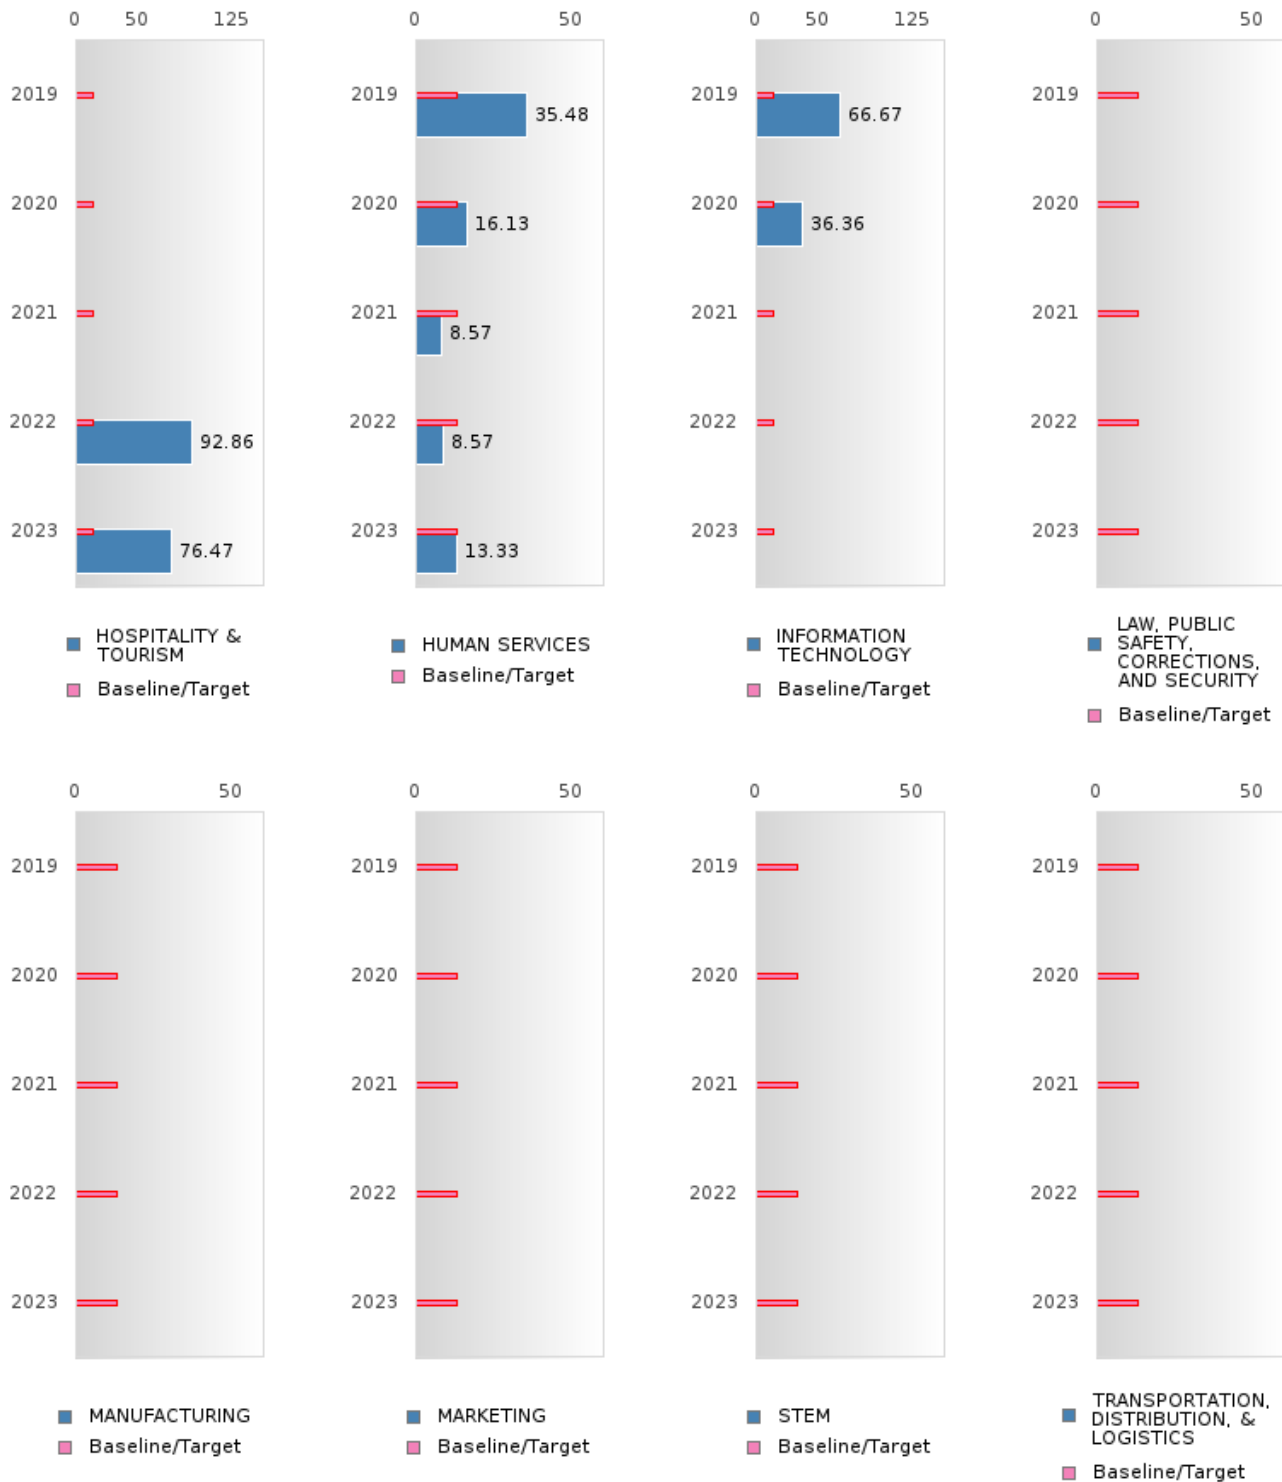 0 50 125
0 50
0 50 125
0 50
2019 2019 35.48 2019 66.67 2019
2020 2020 16.13 2020 36.36 2020
2021 2021 8.57 2021 2021
2022 92.86 2022 8.57 2022 2022
2023 76.47 2023 13.33 2023 2023
HOSPITALITY &
TOURISM
Baseline/Target
HUMAN SERVICES
Baseline/Target
INFORMATION
TECHNOLOGY
Baseline/Target
LAW, PUBLIC
SAFETY,
CORRECTIONS,
AND SECURITY
Baseline/Target
0 50
0 50
0 50
0 50
2019 2019 2019 2019
2020 2020 2020 2020
2021 2021 2021 2021
2022 2022 2022 2022
2023 2023 2023 2023
MANUFACTURING
Baseline/Target
MARKETING
Baseline/Target
STEM
Baseline/Target
TRANSPORTATION,
DISTRIBUTION, &
LOGISTICS
Baseline/Target